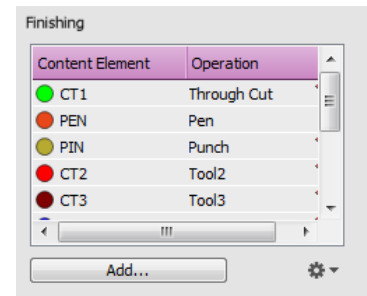 Finishing
Content Element Operation
CT1 Through Cut
PEN Pen
PIN Punch
CT2 Tool2
CT3 Tool3
Add...